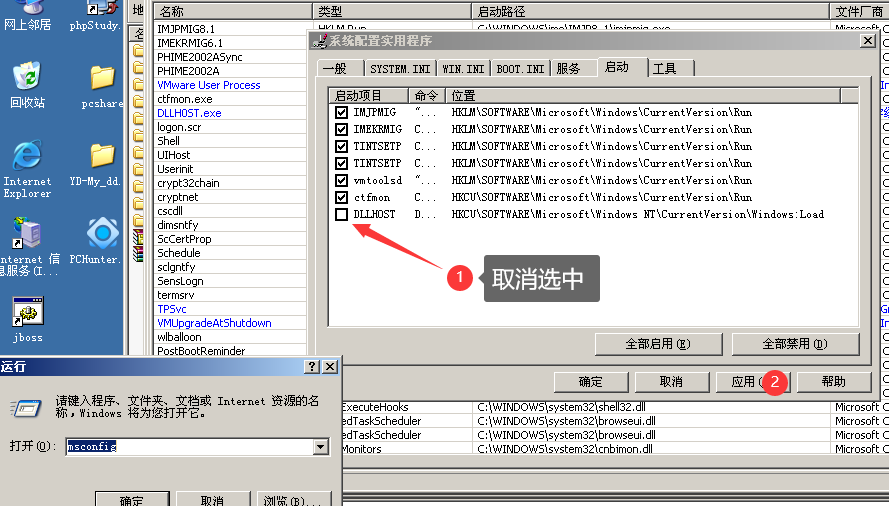 网上邻居
phpStudy.
回收站
pcshare
Internet
Explorer
YD-My_dd.
Internet 信
息服务(I...
PCHunter.
jboss
名称
类型
启动路径
文件厂商
IMJPMIG8.1
HKLM Run
C:\WINDOWS\ime\IMJP8_1\imjpmig.exe
Microsoft
IMEKRMIG6.1
PHIME2002ASync
PHIME2002A
VMware User Process
ctfmon.exe
DLLHOST.exe
logon.scr
Shell
UIHost
Userinit
crypt32chain
cryptnet
cscdll
dimsntfy
ScCertProp
Schedule
sclgntfy
SensLogn
termsrv
TPSvc
VMUpgradeAtShutdown
wlballoon
PostBootReminder
系统配置实用程序
一般
SYSTEM.INI
WIN.INI
BOOT.INI
服务
启动
工具
启动项目 命令 位置
IMJPMIG "... HKLM\SOFTWARE\Microsoft\Windows\CurrentVersion\Run
IMEKRMIG C... HKLM\SOFTWARE\Microsoft\Windows\CurrentVersion\Run
TINTSETP C... HKLM\SOFTWARE\Microsoft\Windows\CurrentVersion\Run
TINTSETP C... HKLM\SOFTWARE\Microsoft\Windows\CurrentVersion\Run
vmtoolsd "... HKLM\SOFTWARE\Microsoft\Windows\CurrentVersion\Run
ctfmon C... HKCU\SOFTWARE\Microsoft\Windows\CurrentVersion\Run
DLLHOST D... HKCU\SOFTWARE\Microsoft\Windows NT\CurrentVersion\Windows:Load
1
取消选中
全部启用(E)
全部禁用(D)
确定
取消
应用
2
帮助
ExecuteHooks C:\WINDOWS\system32\shell32.dll Microsoft C
edTaskScheduler C:\WINDOWS\system32\browseui.dll Microsoft C
edTaskScheduler C:\WINDOWS\system32\browseui.dll Microsoft C
Monitors C:\WINDOWS\system32\cnbjmon.dll Microsoft C
运行
请键入程序、文件夹、文档或 Internet 资源的名
称，Windows 将为您打开它。
打开(O):
msconfig
确定
取消
浏览(B)...